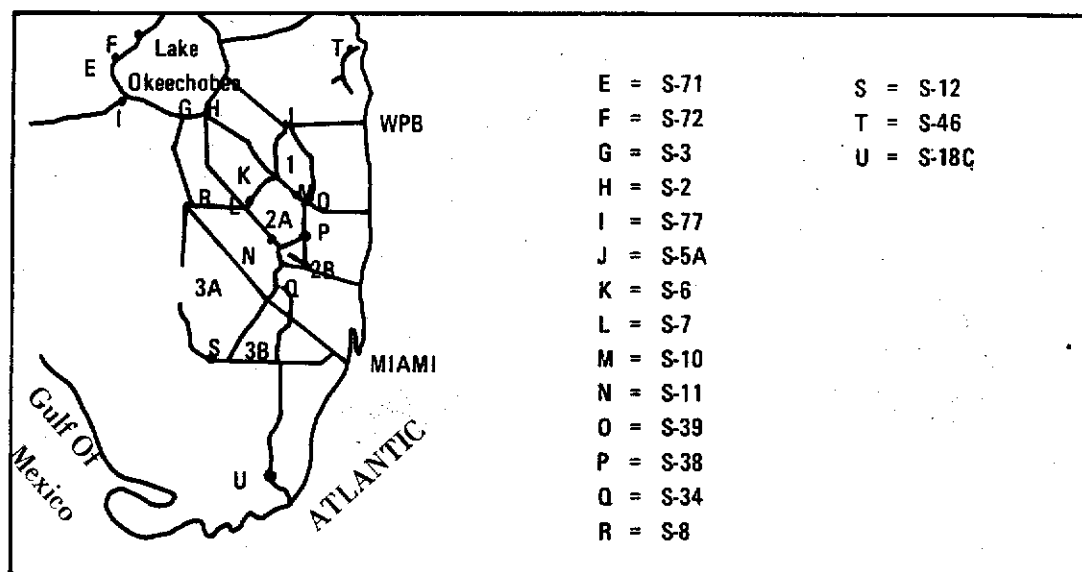 F
Lake
T
E
Okeechobee
I
G
H
J
WPB
1
K
M
O
R
L
2A
P
N
2B
3A
Q
S
3B
MIAMI
Gulf Of
Mexico
U
ATLANTIC
E = S-71
F = S-72
G = S-3
H = S-2
I = S-77
J = S-5A
K = S-6
L = S-7
M = S-10
N = S-11
O = S-39
P = S-38
Q = S-34
R = S-8
S = S-12
T = S-46
U = S-18C